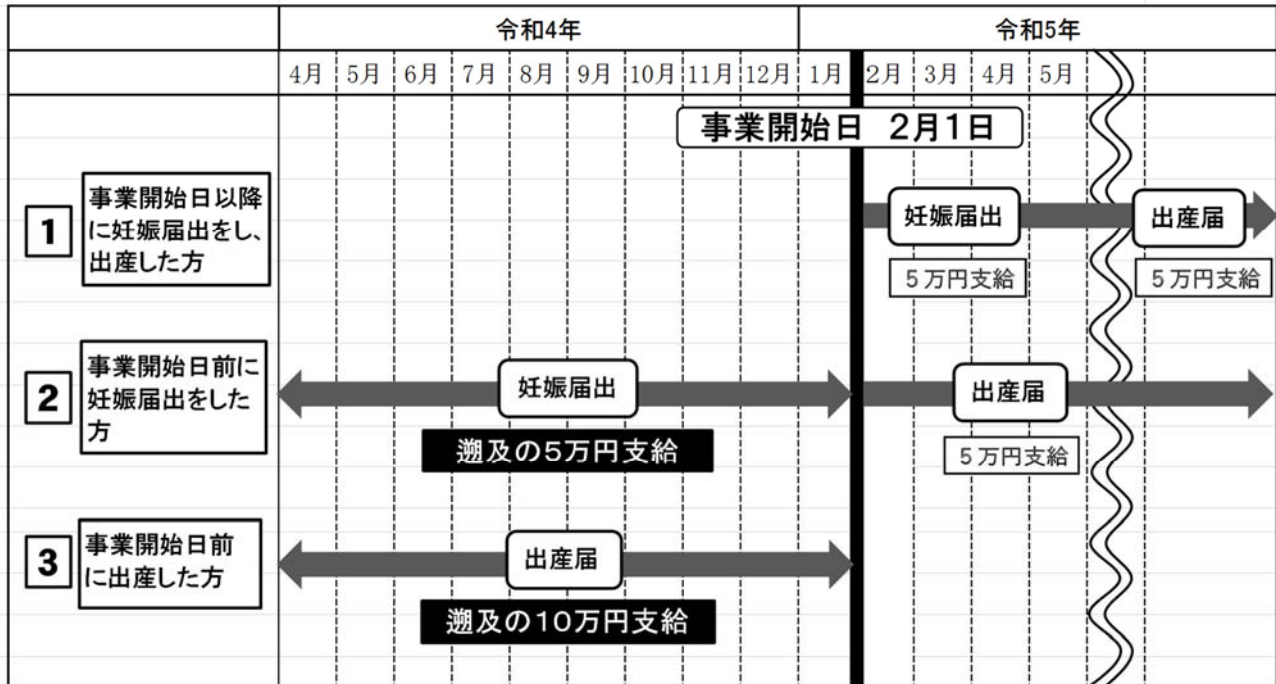 令和4年 令和5年
4月 5月 6月 7月 8月 9月 10月 11月 12月 1月 2月 3月 4月 5月
事業開始日 2月1日
1
事業開始日以降
に妊娠届出をし、
出産した方
妊娠届出
出産届
5万円支給
5万円支給
2
事業開始日前に
妊娠届出をした
方
妊娠届出
出産届
遡及の5万円支給
5万円支給
3
事業開始日前
に出産した方
出産届
遡及の10万円支給